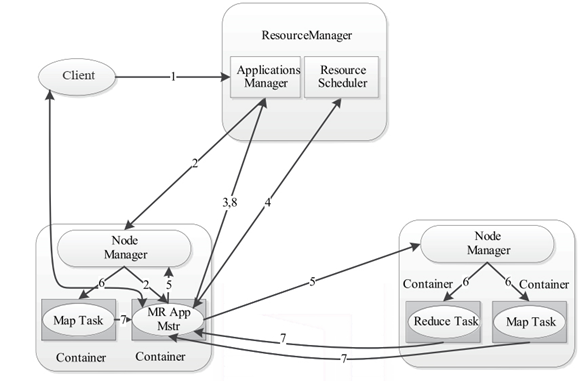 ResourceManager
Client
1
Applications
Manager
Resource
Scheduler
2
3,8
4
Node
Manager
6
2
5
Map Task
7
MR App
Mstr
Container
Container
5
Node
Manager
Container
6
6
Container
Reduce Task
Map Task
7
7